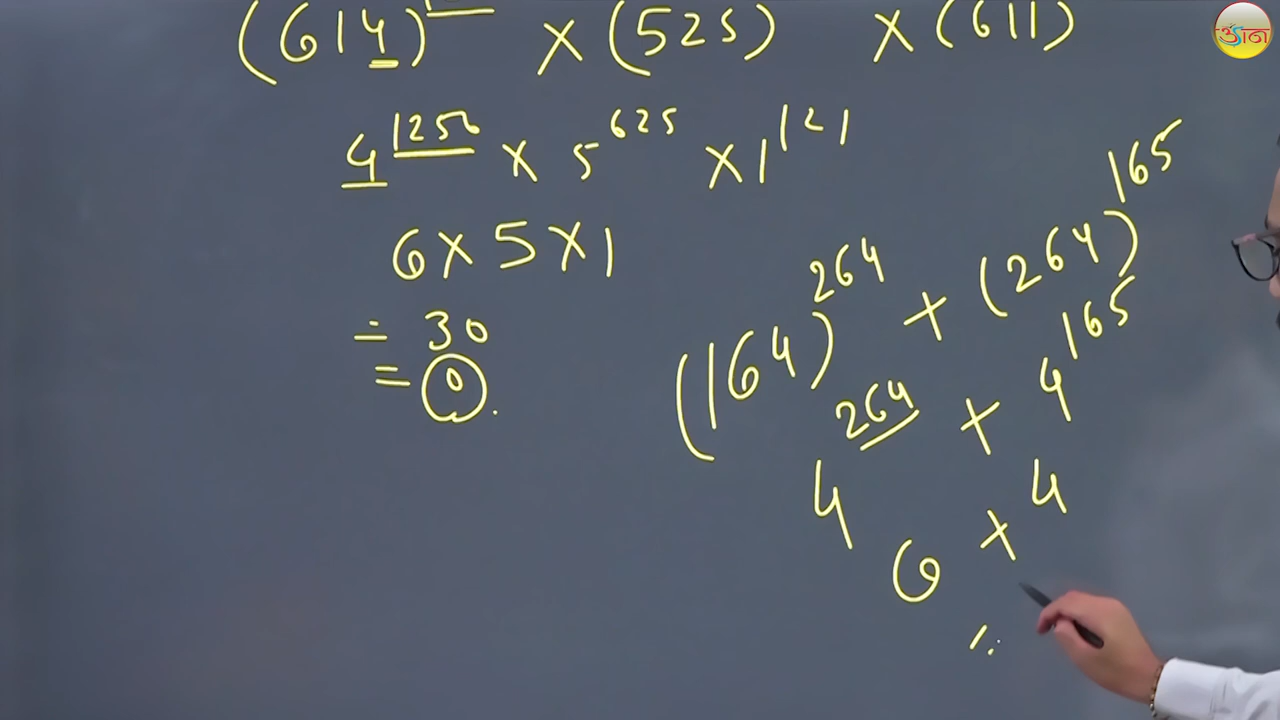 (614) × (525) × (611)
4^1256 × 5^625 × 1^121
6 × 5 × 1
= 30
= 0.
(164)^264 × (264)^165
4^264 × 4^165
6 × 4
ज्ञान